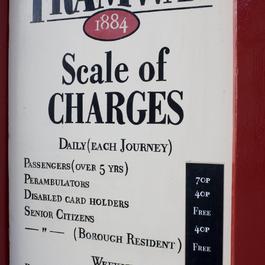 TRAMWAY
1884
Scale of
CHARGES
DAILY (EACH JOURNEY)
PASSENGERS (OVER 5 YRS) 70P
PERAMBULATORS 40P
DISABLED CARD HOLDERS FREE
SENIOR CITIZENS 40P
— " — (BOROUGH RESIDENT) FREE